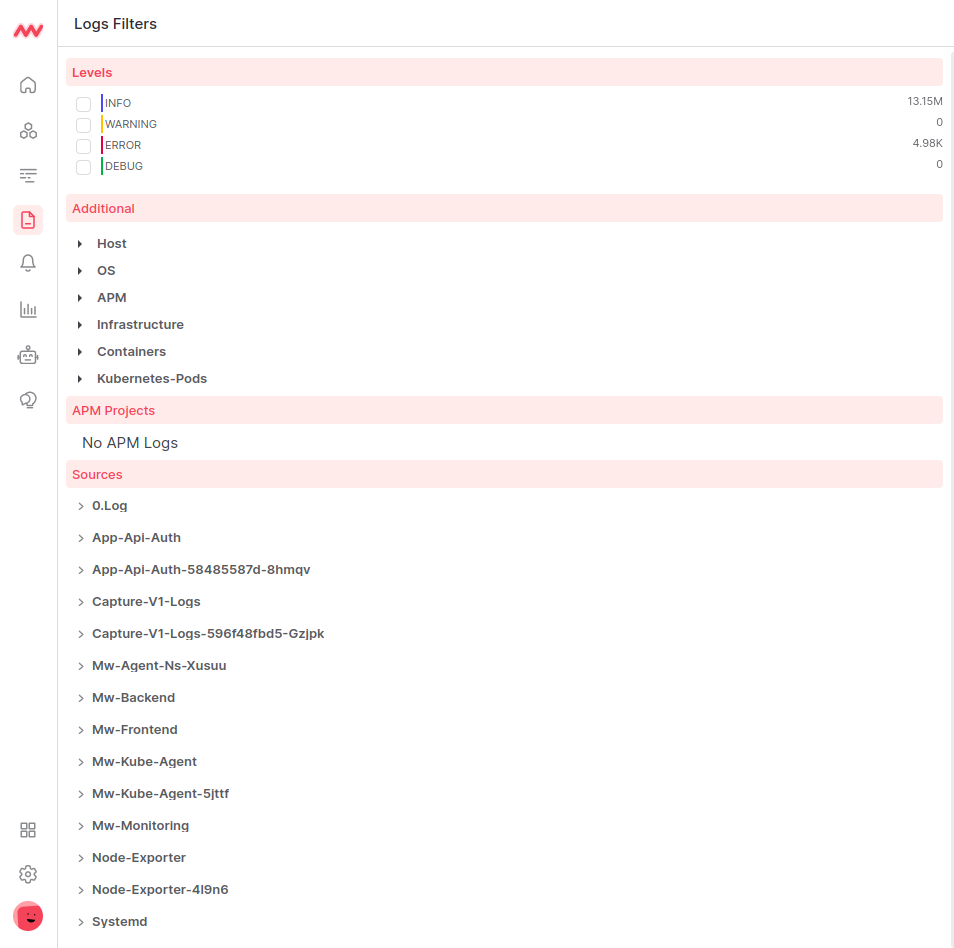 Logs Filters
Levels
INFO 13.15M
WARNING 0
ERROR 4.98K
DEBUG 0
Additional
Host
OS
APM
Infrastructure
Containers
Kubernetes-Pods
APM Projects
No APM Logs
Sources
0.Log
App-Api-Auth
App-Api-Auth-58485587d-8hmqv
Capture-V1-Logs
Capture-V1-Logs-596f48fbd5-Gzjpk
Mw-Agent-Ns-Xusuu
Mw-Backend
Mw-Frontend
Mw-Kube-Agent
Mw-Kube-Agent-5jttf
Mw-Monitoring
Node-Exporter
Node-Exporter-4l9n6
Systemd